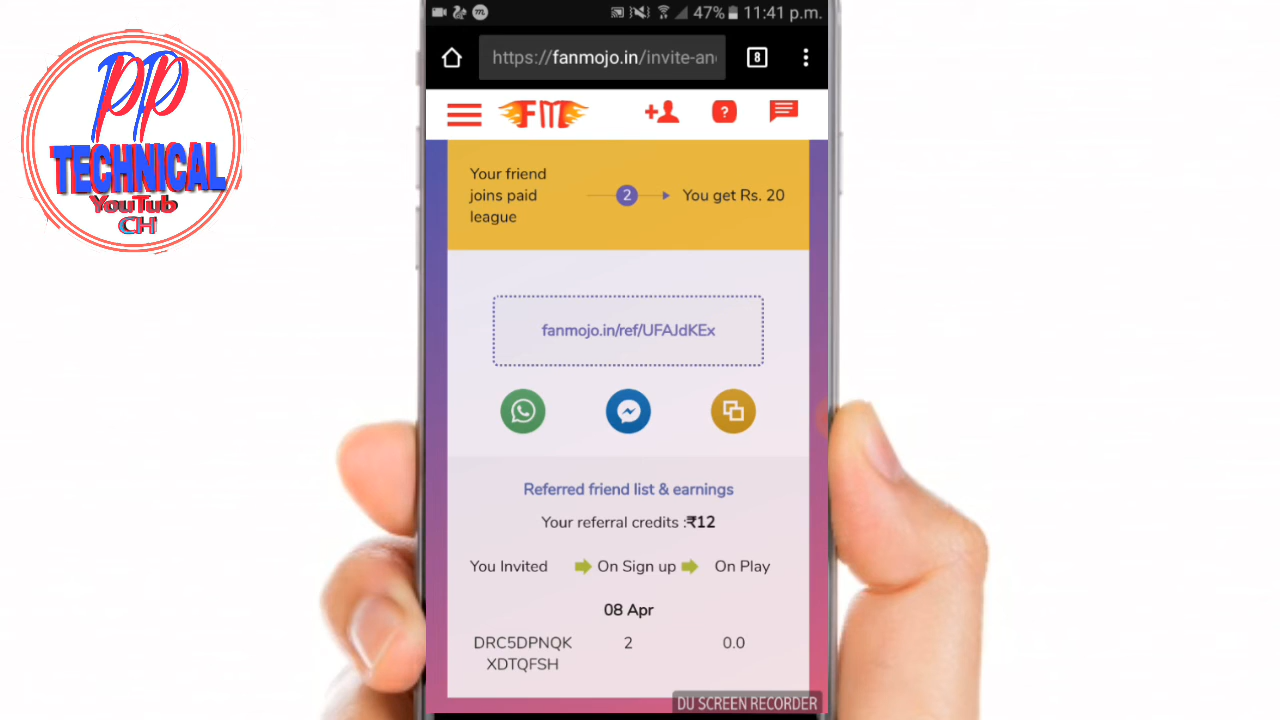 PP
TECHNICAL
YouTub
CH
47% 11:41 p.m.
https://fanmojo.in/invite-an
8
FM
?
Your friend
joins paid
league
2
You get Rs. 20
fanmojo.in/ref/UFAJdKEx
Referred friend list & earnings
Your referral credits :₹12
You Invited On Sign up On Play
08 Apr
DRC5DPNQK 2 0.0
XDTQFSH
DU SCREEN RECORDER